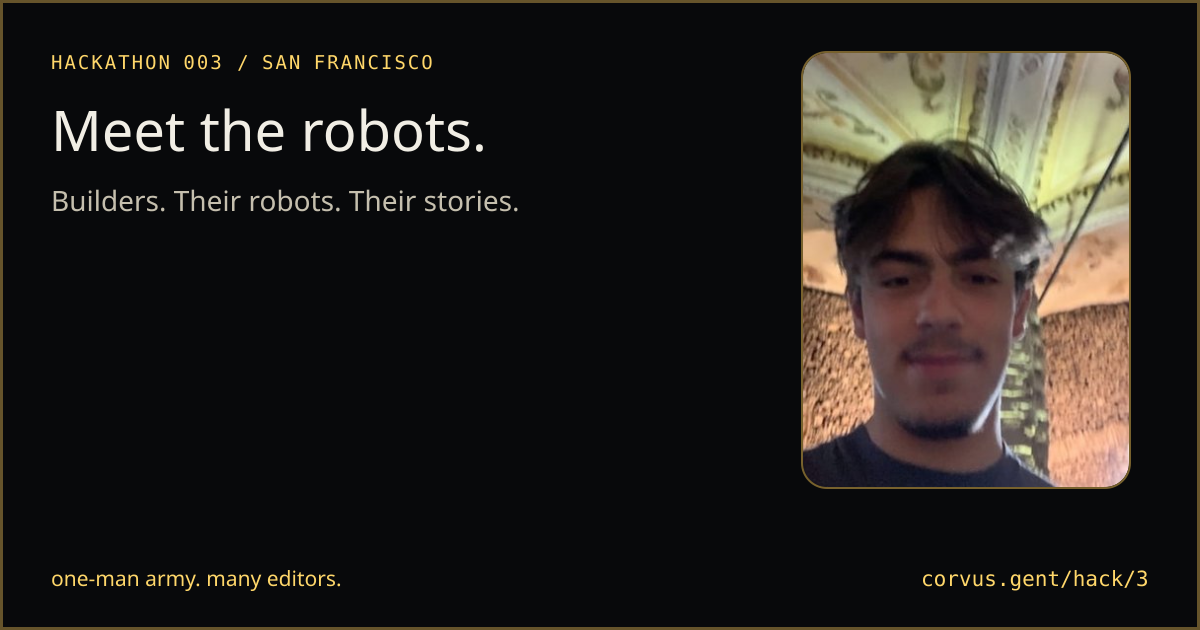 HACKATHON 003 / SAN FRANCISCO
Meet the robots.
Builders. Their robots. Their stories.
one-man army. many editors.
corvus.gent/hack/3